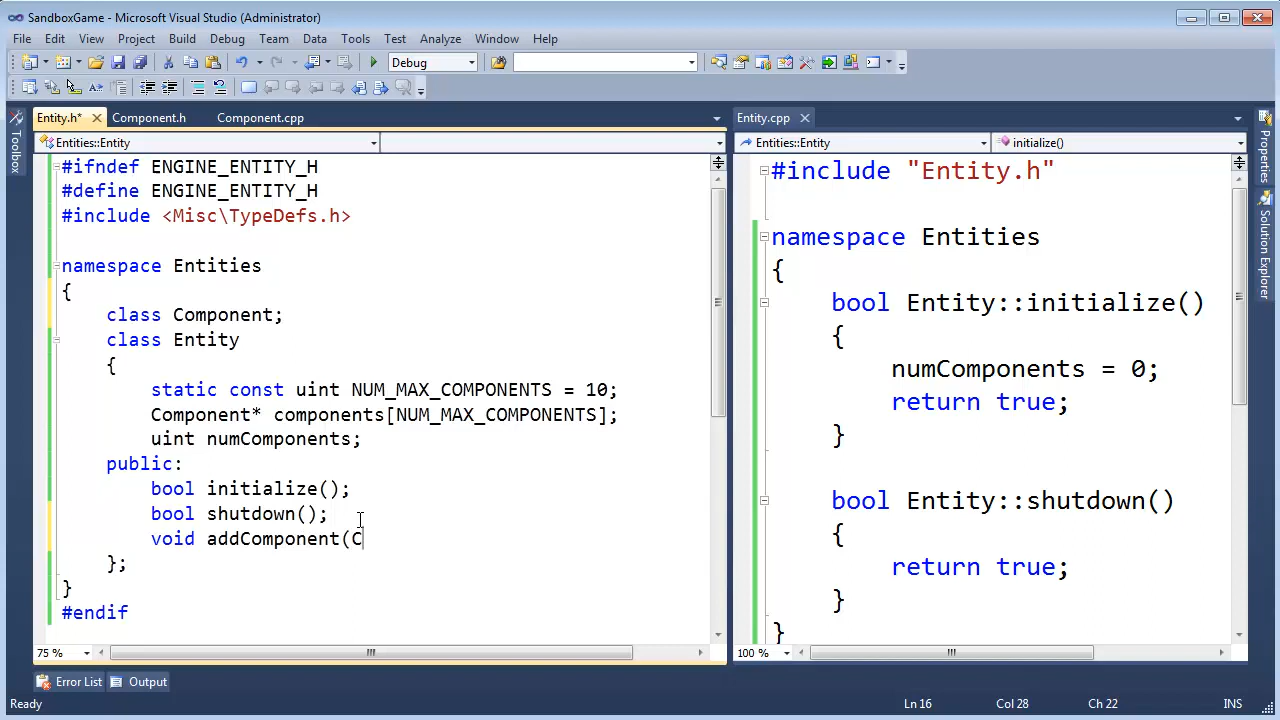 SandboxGame - Microsoft Visual Studio (Administrator)
File Edit View Project Build Debug Team Data Tools Test Analyze Window Help
Debug
Entity.h* Component.h Component.cpp Entity.cpp
Entities::Entity Entities::Entity initialize()
Toolbox
Properties
Solution Explorer
#ifndef ENGINE_ENTITY_H
#define ENGINE_ENTITY_H
#include <Misc\TypeDefs.h>
namespace Entities
{
class Component;
class Entity
{
static const uint NUM_MAX_COMPONENTS = 10;
Component* components[NUM_MAX_COMPONENTS];
uint numComponents;
public:
bool initialize();
bool shutdown();
void addComponent(C
};
}
#endif
75 %
#include "Entity.h"
namespace Entities
{
bool Entity::initialize()
{
numComponents = 0;
return true;
}
bool Entity::shutdown()
{
return true;
}
}
100 %
Error List Output
Ready Ln 16 Col 28 Ch 22 INS